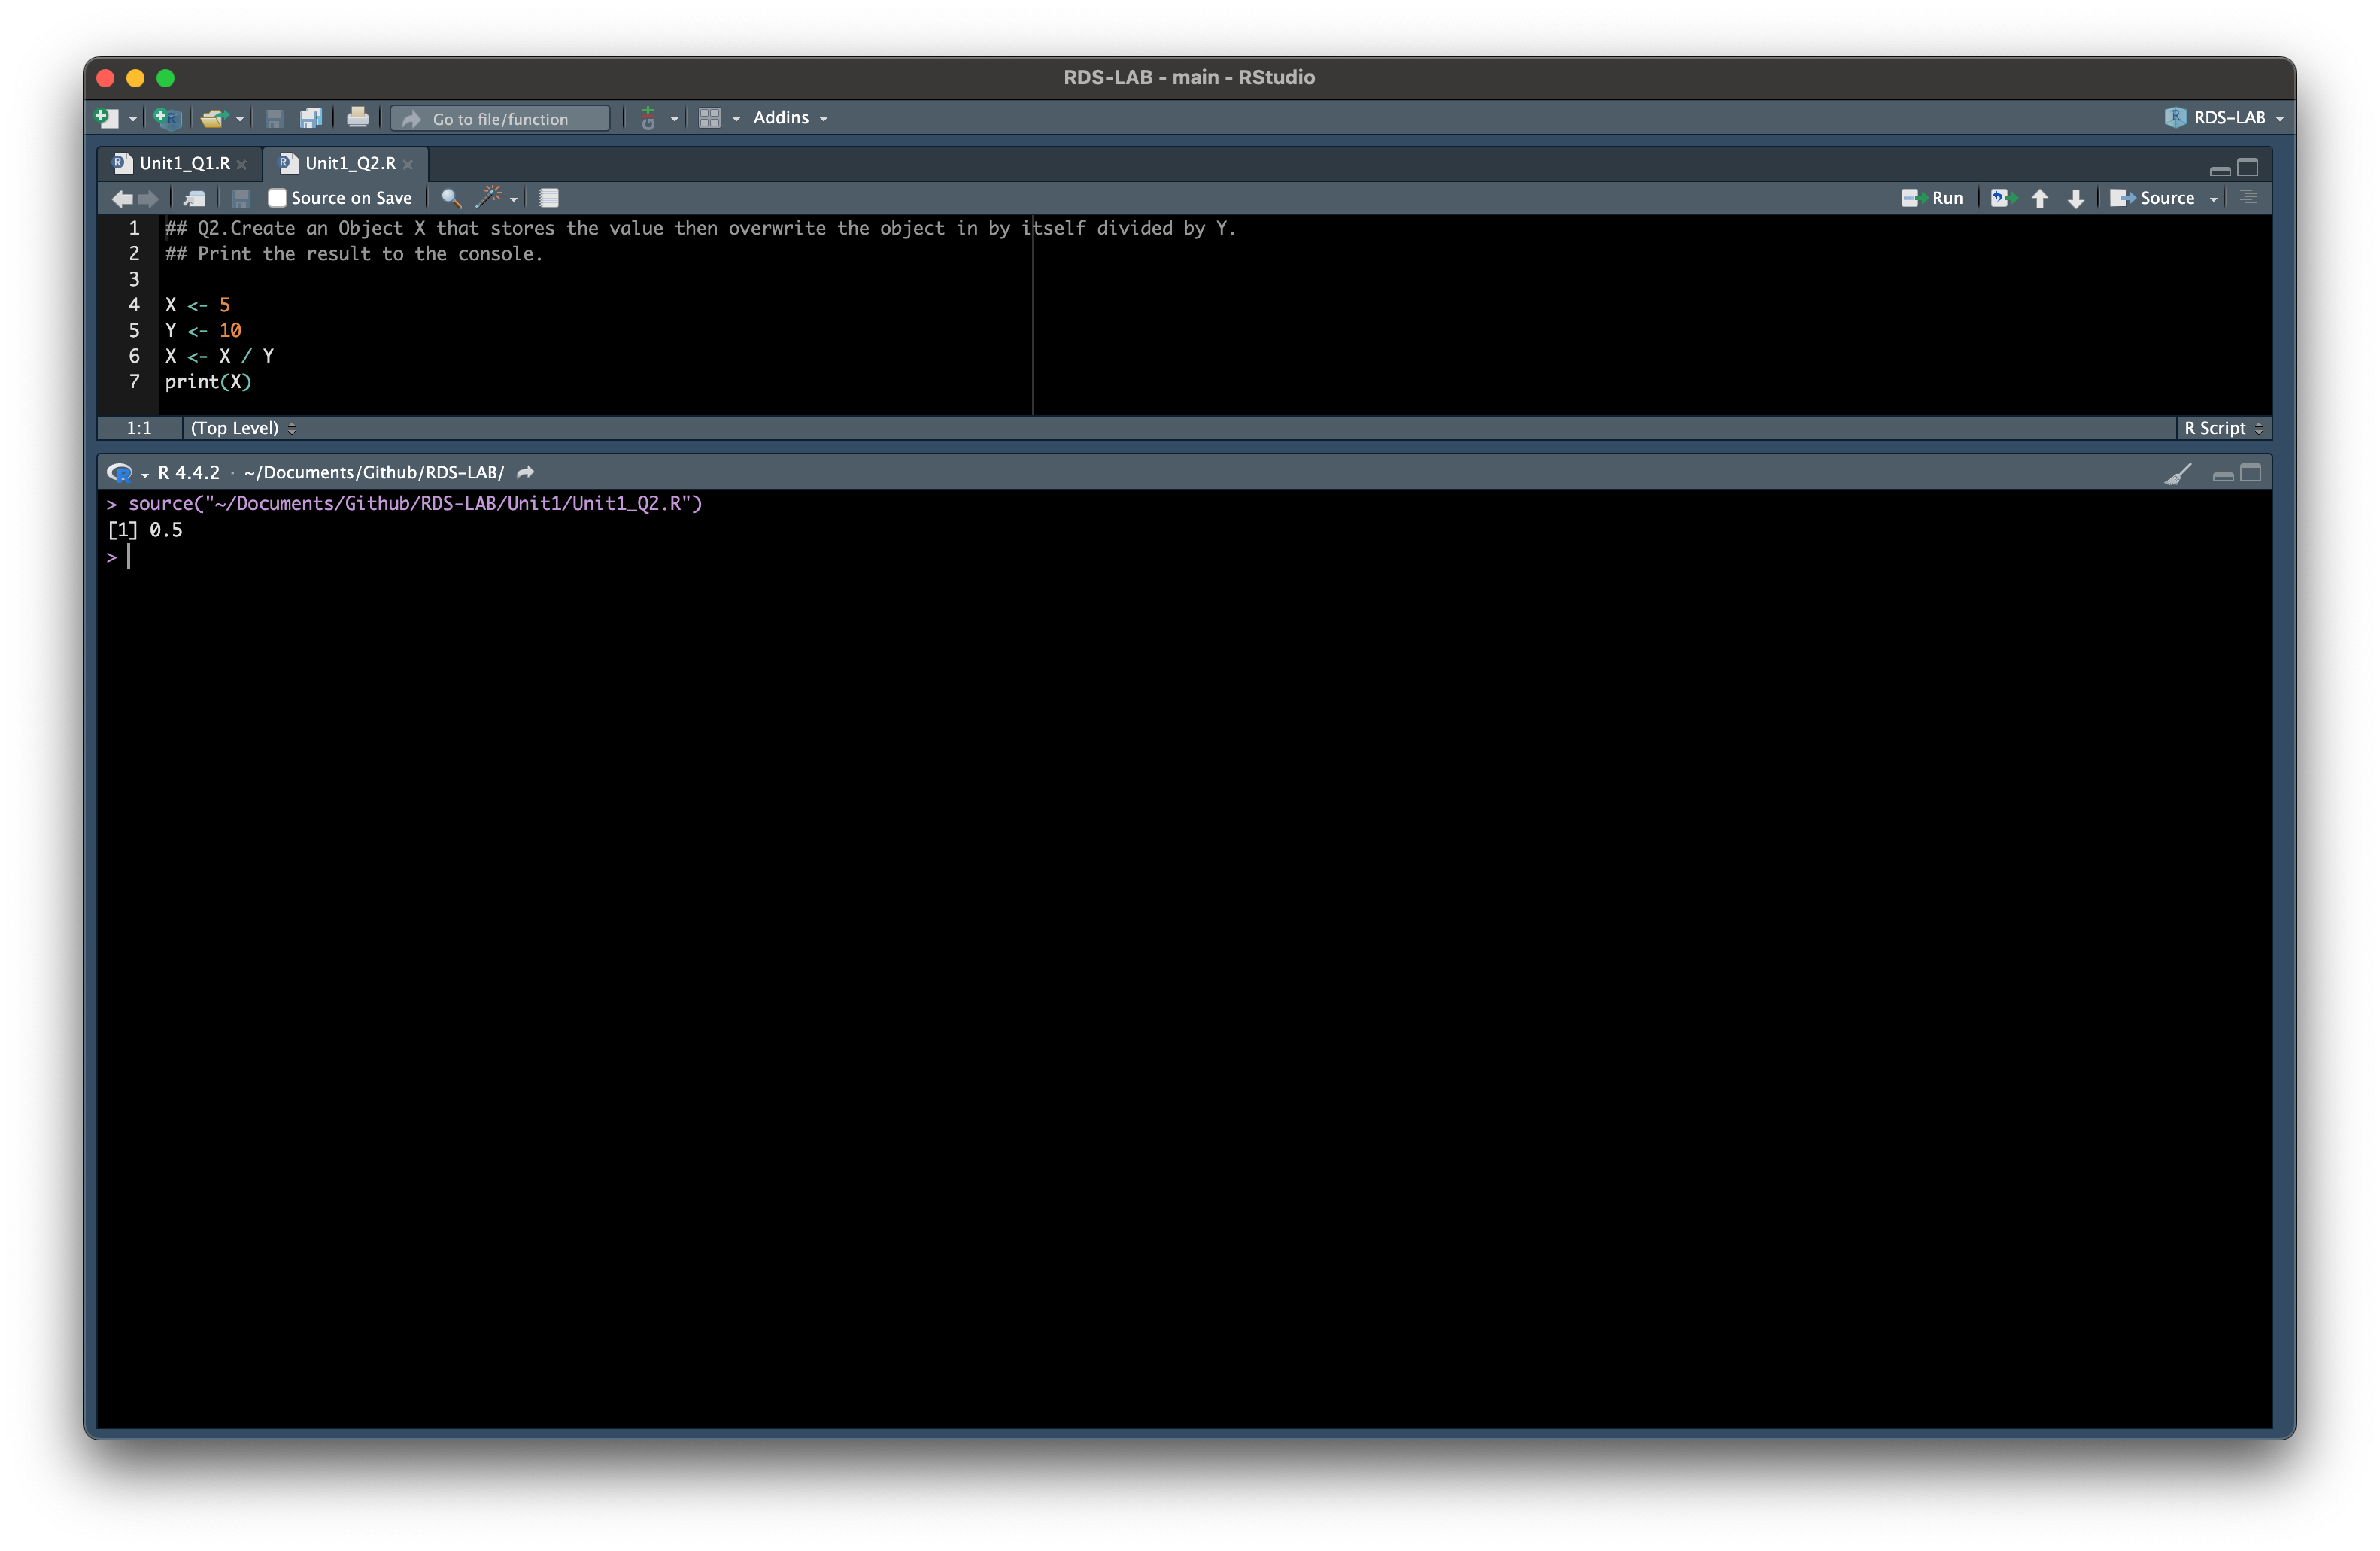 RDS-LAB - main - RStudio
Go to file/function Addins RDS-LAB
Unit1_Q1.R Unit1_Q2.R
Source on Save Run Source
1 ## Q2.Create an Object X that stores the value then overwrite the object in by itself divided by Y.
2 ## Print the result to the console.
3
4 X <- 5
5 Y <- 10
6 X <- X / Y
7 print(X)
1:1 (Top Level) R Script
R 4.4.2 · ~/Documents/Github/RDS-LAB/
> source("~/Documents/Github/RDS-LAB/Unit1/Unit1_Q2.R")
[1] 0.5
>